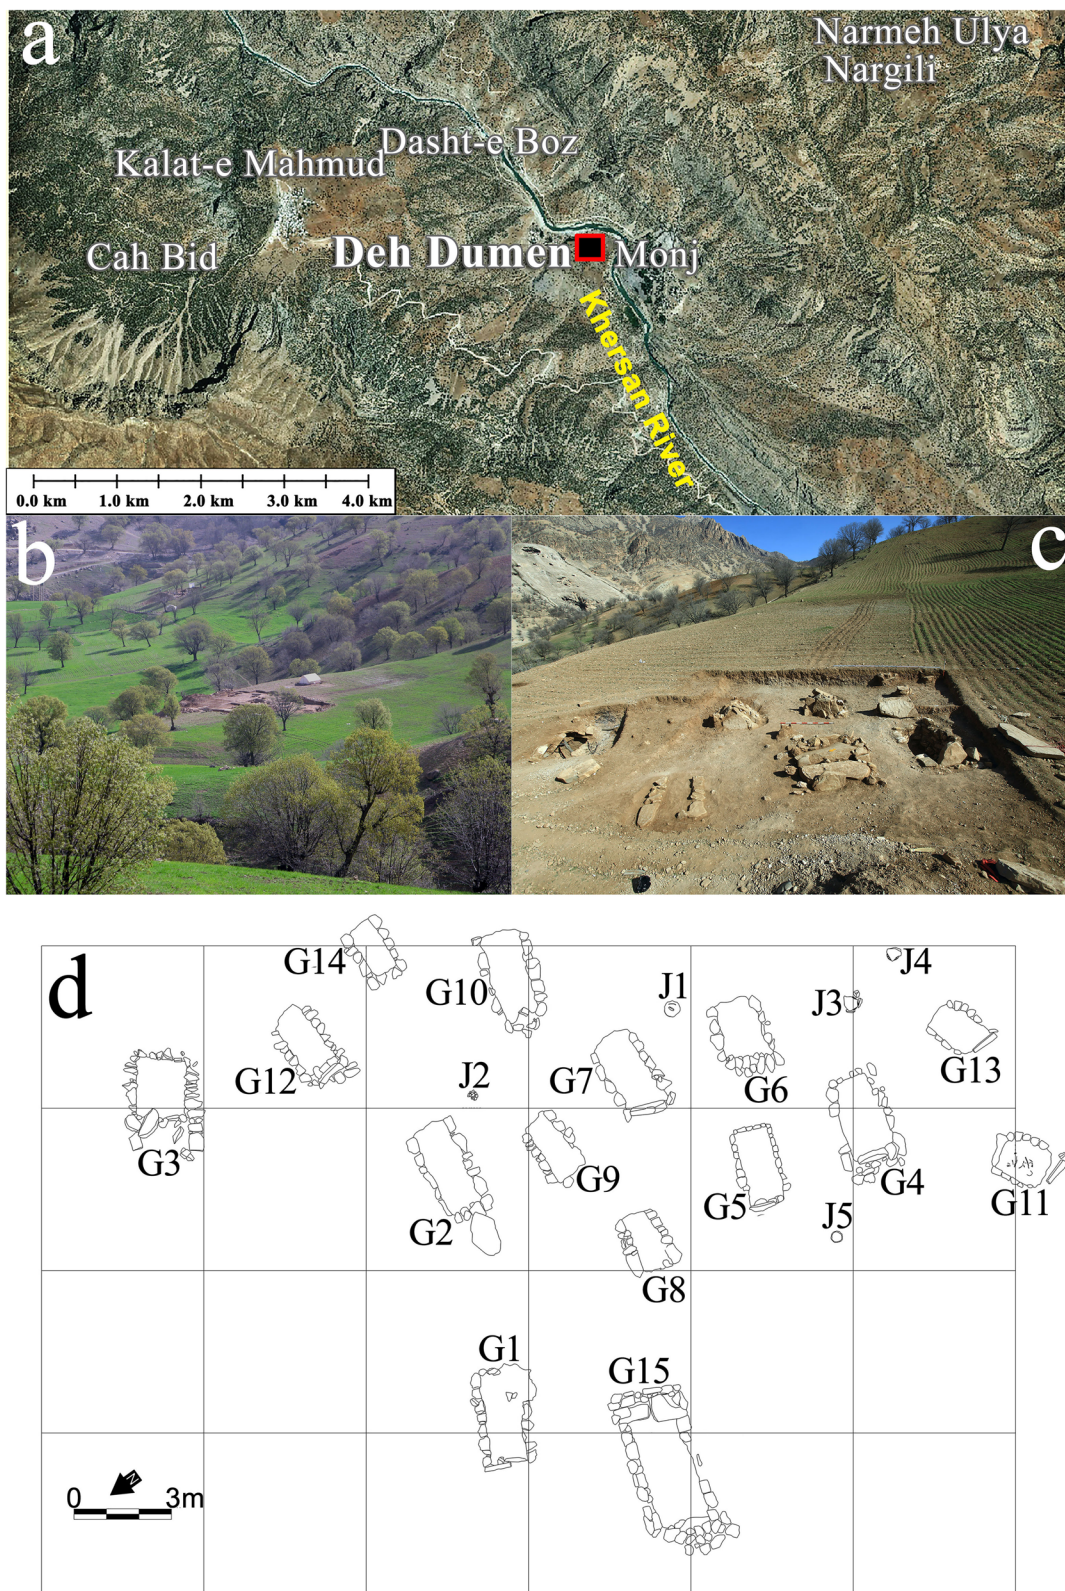 a
Narmeh Ulya
Nargili
Dasht-e Boz
Kalat-e Mahmud
Cah Bid
Deh Dumen
Monj
Khersan River
0.0 km 1.0 km 2.0 km 3.0 km 4.0 km
b
c
d
G14
G10
J1
J4
J3
G12
J2
G7
G6
G13
G3
G2
G9
G5
G4
G11
J5
G8
G1
G15
N
0 3m